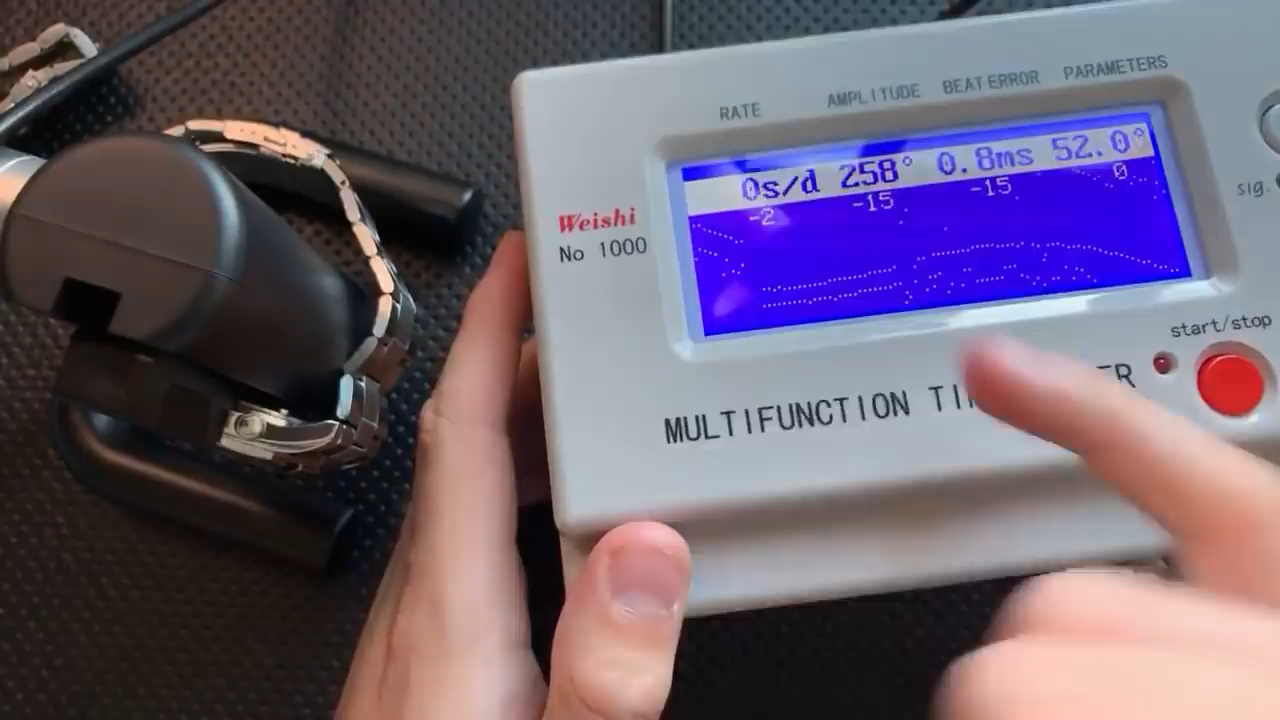 RATE AMPLITUDE BEAT ERROR PARAMETERS
0s/d 258° 0.8ms 52.0°
-2 -15 -15 0
Weishi
No 1000
sig.
start/stop
MULTIFUNCTION